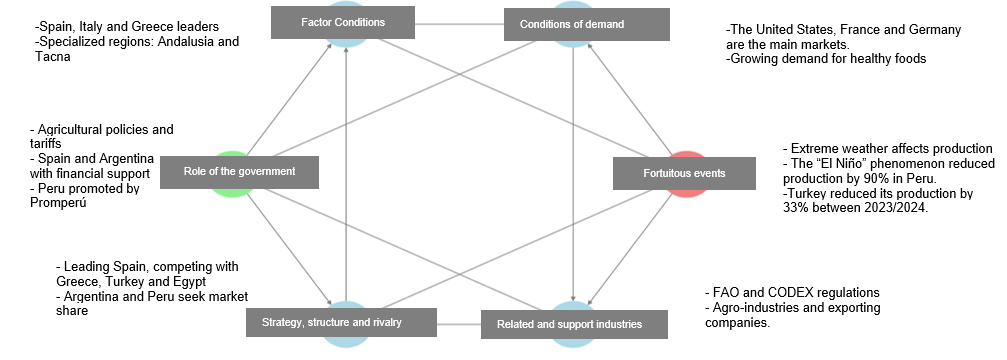 Factor Conditions
Conditions of demand
-Spain, Italy and Greece leaders
-Specialized regions: Andalusia and
Tacna
-The United States, France and Germany
are the main markets.
-Growing demand for healthy foods
- Agricultural policies and
tariffs
- Spain and Argentina
with financial support
- Peru promoted by
Promperú
Role of the government
Fortuitous events
- Extreme weather affects production
- The “El Niño” phenomenon reduced
production by 90% in Peru.
-Turkey reduced its production by
33% between 2023/2024.
- Leading Spain, competing with
Greece, Turkey and Egypt
- Argentina and Peru seek market
share
Strategy, structure and rivalry
Related and support industries
- FAO and CODEX regulations
- Agro-industries and exporting
companies.